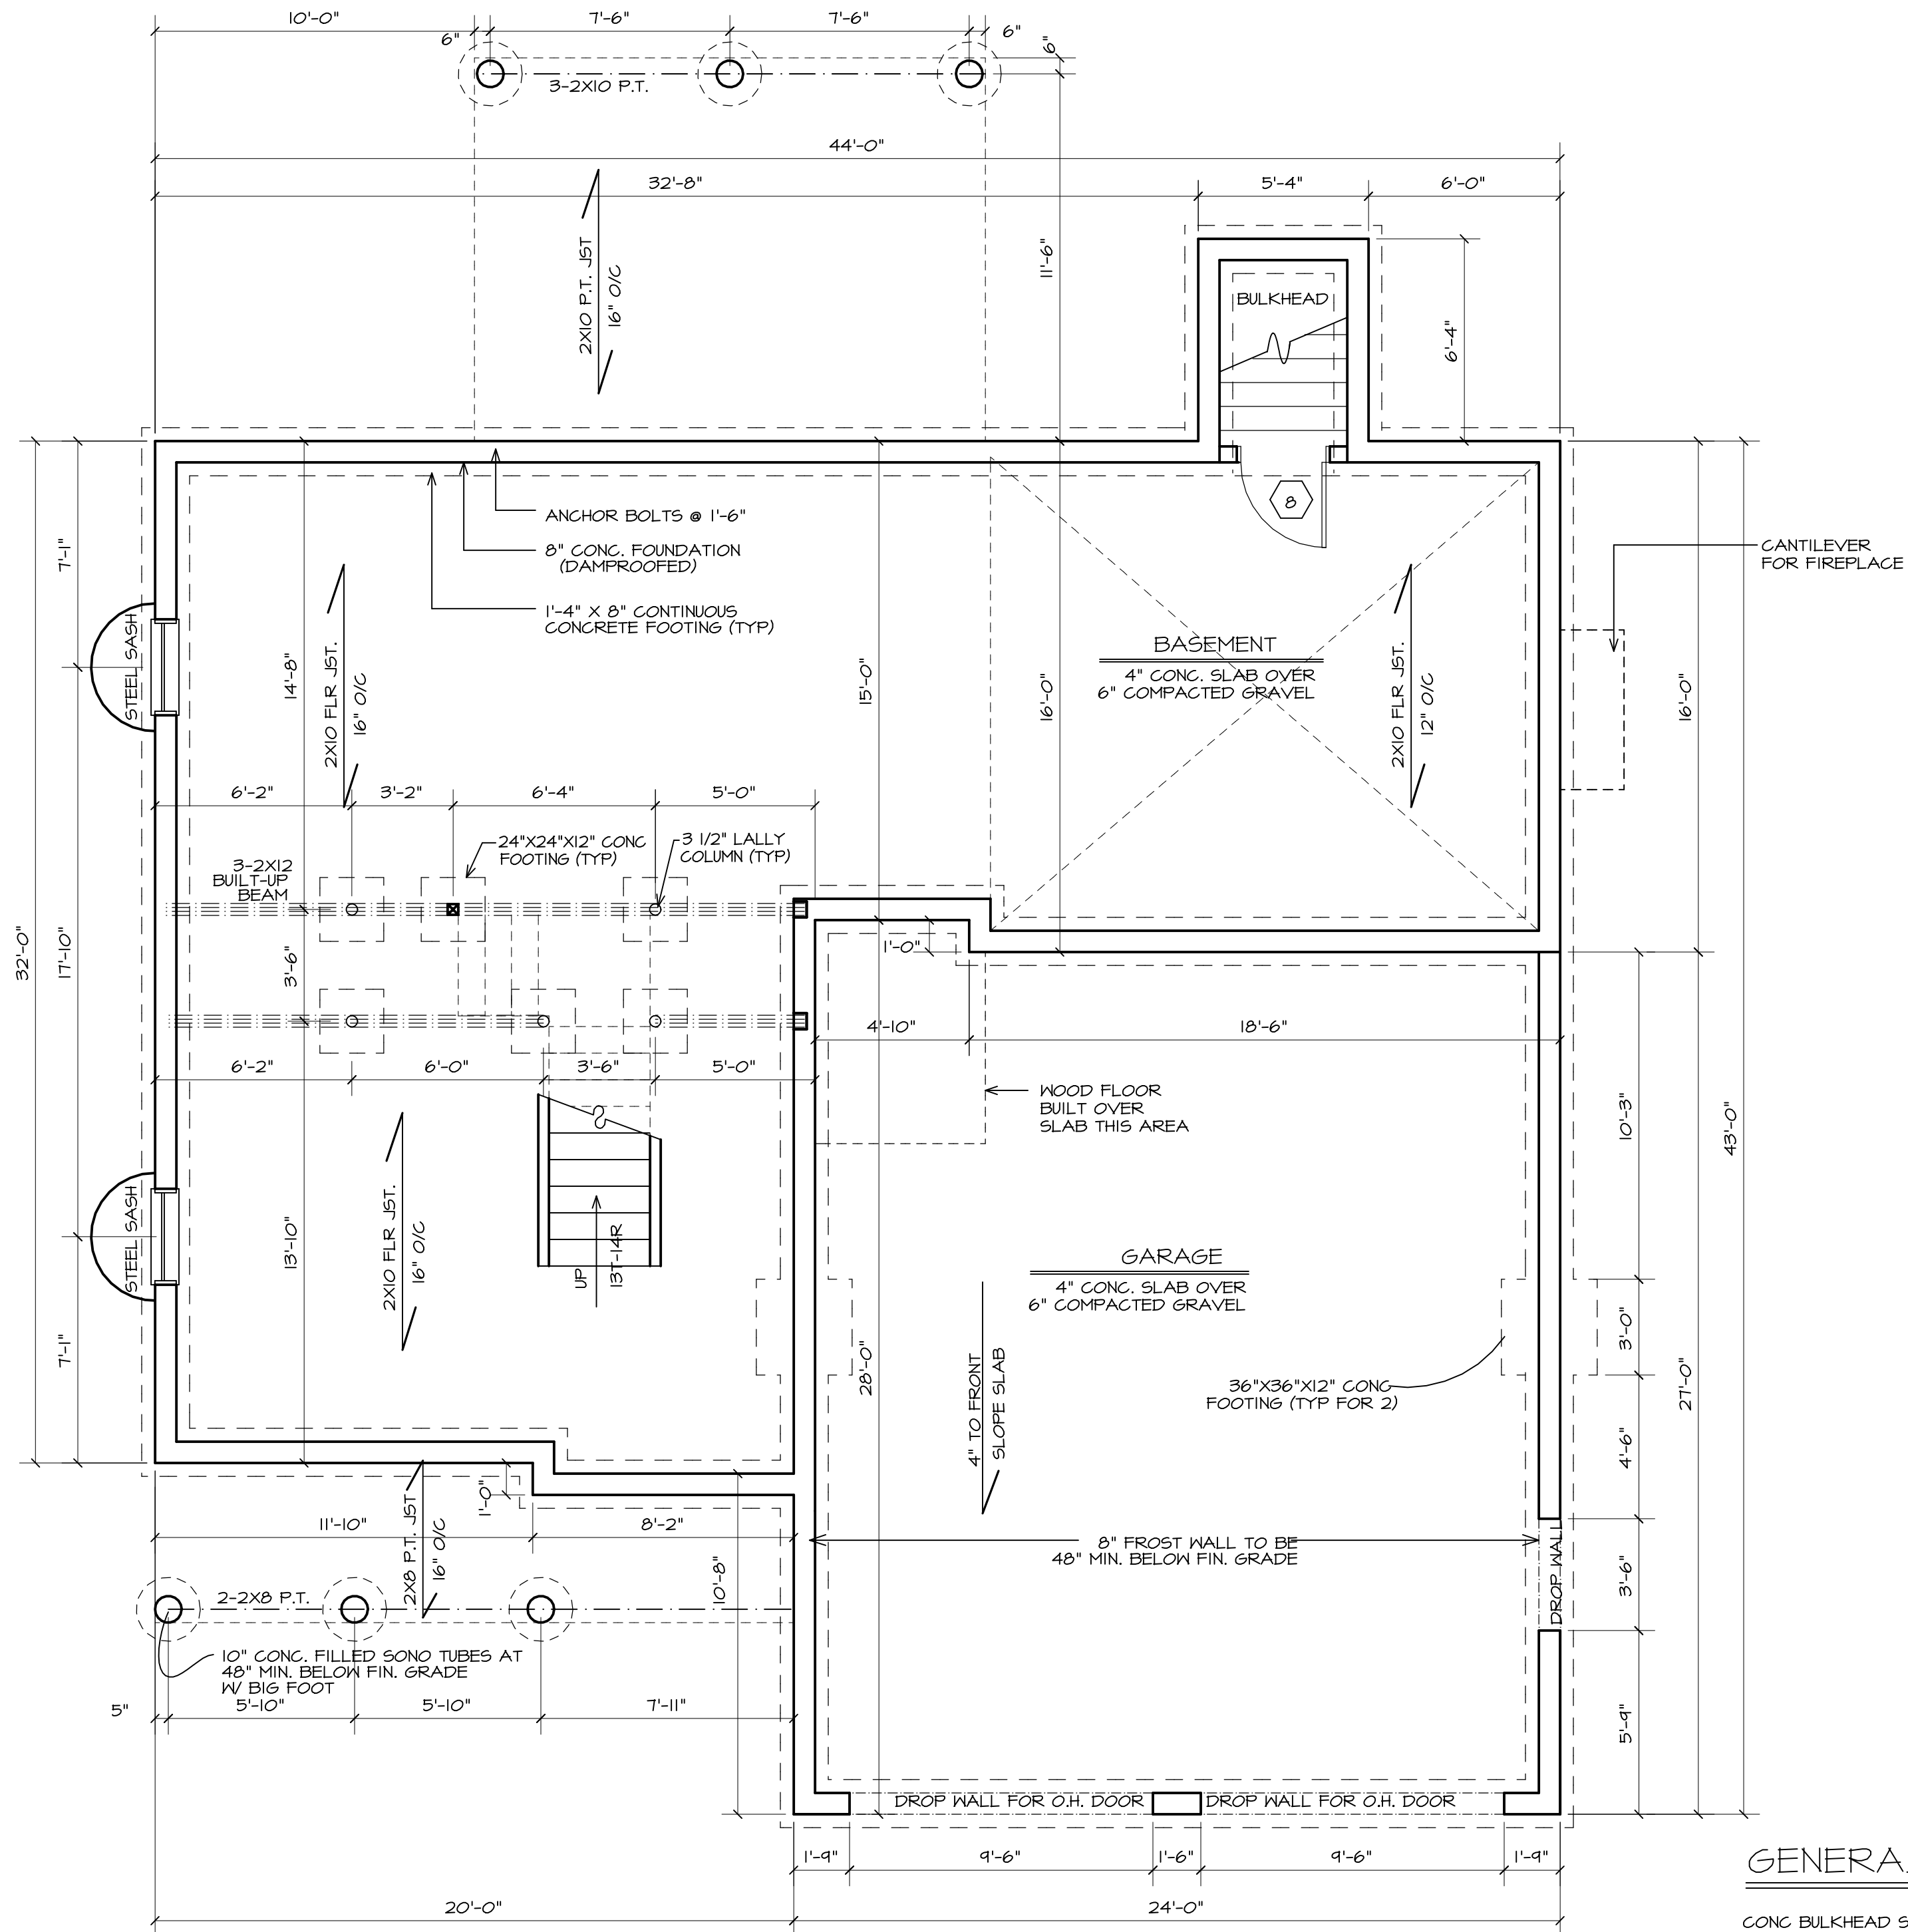 10'-0"
7'-6"
7'-6"
6"
6"
6"
3-2X10 P.T.
44'-0"
32'-8"
5'-4"
6'-0"
2X10 P.T. JST
16" O/C
11'-6"
BULKHEAD
6'-4"
8
ANCHOR BOLTS @ 1'-6"
8" CONC. FOUNDATION
(DAMPROOFED)
1'-4" X 8" CONTINUOUS
CONCRETE FOOTING (TYP)
CANTILEVER
FOR FIREPLACE
7'-1"
STEEL SASH
14'-8"
2X10 FLR JST.
16" O/C
15'-0"
16'-0"
BASEMENT
4" CONC. SLAB OVER
6" COMPACTED GRAVEL
2X10 FLR JST.
12" O/C
16'-0"
6'-2"
3'-2"
6'-4"
5'-0"
24"X24"X12" CONC
FOOTING (TYP)
3 1/2" LALLY
COLUMN (TYP)
3-2X12
BUILT-UP
BEAM
32'-0"
17'-10"
3'-6"
1'-0"
4'-10"
18'-6"
6'-2"
6'-0"
3'-6"
5'-0"
WOOD FLOOR
BUILT OVER
SLAB THIS AREA
10'-3"
43'-0"
STEEL SASH
13'-10"
2X10 FLR JST.
16" O/C
UP
13T-14R
GARAGE
4" CONC. SLAB OVER
6" COMPACTED GRAVEL
7'-1"
28'-0"
4" TO FRONT
SLOPE SLAB
36"X36"X12" CONC
FOOTING (TYP FOR 2)
3'-0"
27'-0"
4'-6"
1'-0"
11'-10"
8'-2"
2X8 P.T. JST
16" O/C
8" FROST WALL TO BE
48" MIN. BELOW FIN. GRADE
DROP WALL
3'-6"
10'-8"
2-2X8 P.T.
10" CONC. FILLED SONO TUBES AT
48" MIN. BELOW FIN. GRADE
W/ BIG FOOT
5"
5'-10"
5'-10"
7'-11"
5'-9"
DROP WALL FOR O.H. DOOR
DROP WALL FOR O.H. DOOR
1'-9"
9'-6"
1'-6"
9'-6"
1'-9"
20'-0"
24'-0"
GENERA
CONC BULKHEAD S